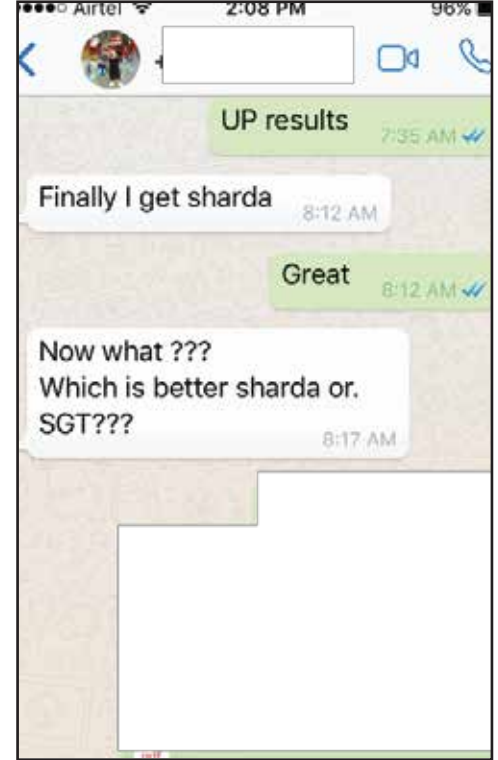 Airtel 2:08 PM 96%
UP results
7:35 AM
Finally I get sharda
8:12 AM
Great
8:12 AM
Now what ???
Which is better sharda or.
SGT???
8:17 AM